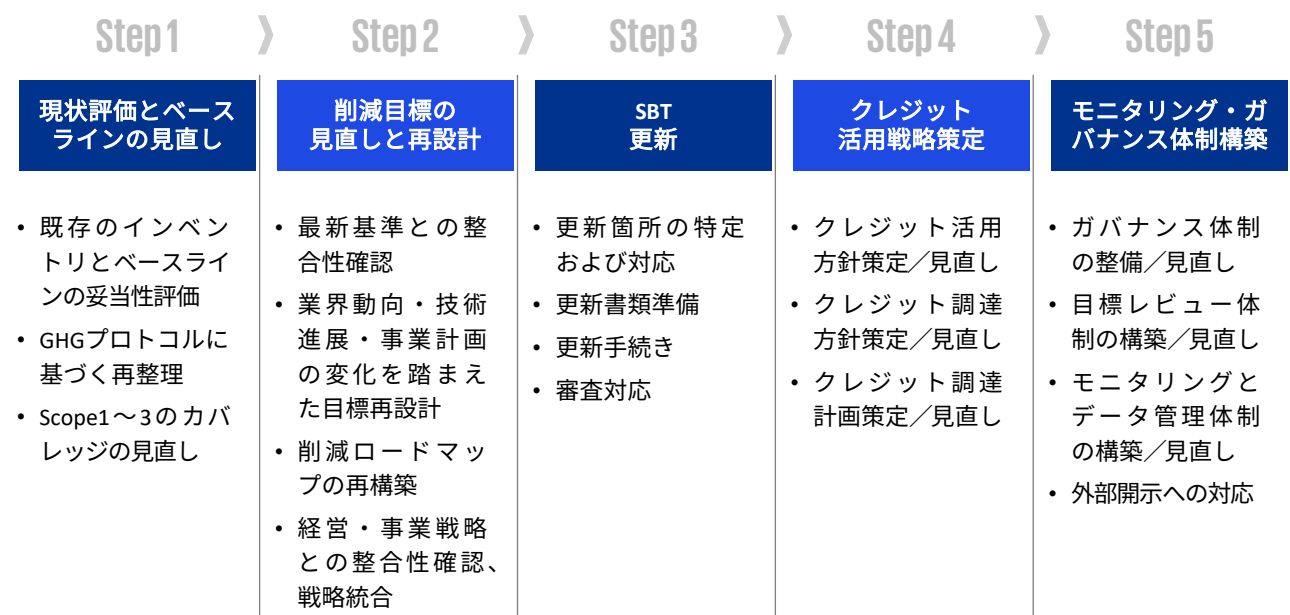 Step 1
Step 2
Step 3
Step 4
Step 5
現状評価とベース
ラインの見直し
削減目標の
見直しと再設計
SBT
更新
クレジット
活用戦略策定
モニタリング・ガ
バナンス体制構築
• 既存のインベン
トリとベースライ
ンの妥当性評価
• GHGプロトコルに
基づく再整理
• Scope1～3のカバ
レッジの見直し
• 最新基準との整
合性確認
• 業界動向・技術
進展・事業計画
の変化を踏まえ
た目標再設計
• 削減ロードマッ
プの再構築
• 経営・事業戦略
との整合性確認、
戦略統合
• 更新箇所の特定
および対応
• 更新書類準備
• 更新手続き
• 審査対応
• クレジット活用
方針策定／見直し
• クレジット調達
方針策定／見直し
• クレジット調達
計画策定／見直し
• ガバナンス体制
の整備／見直し
• 目標レビュー体
制の構築／見直し
• モニタリングと
データ管理体制
の構築／見直し
• 外部開示への対応